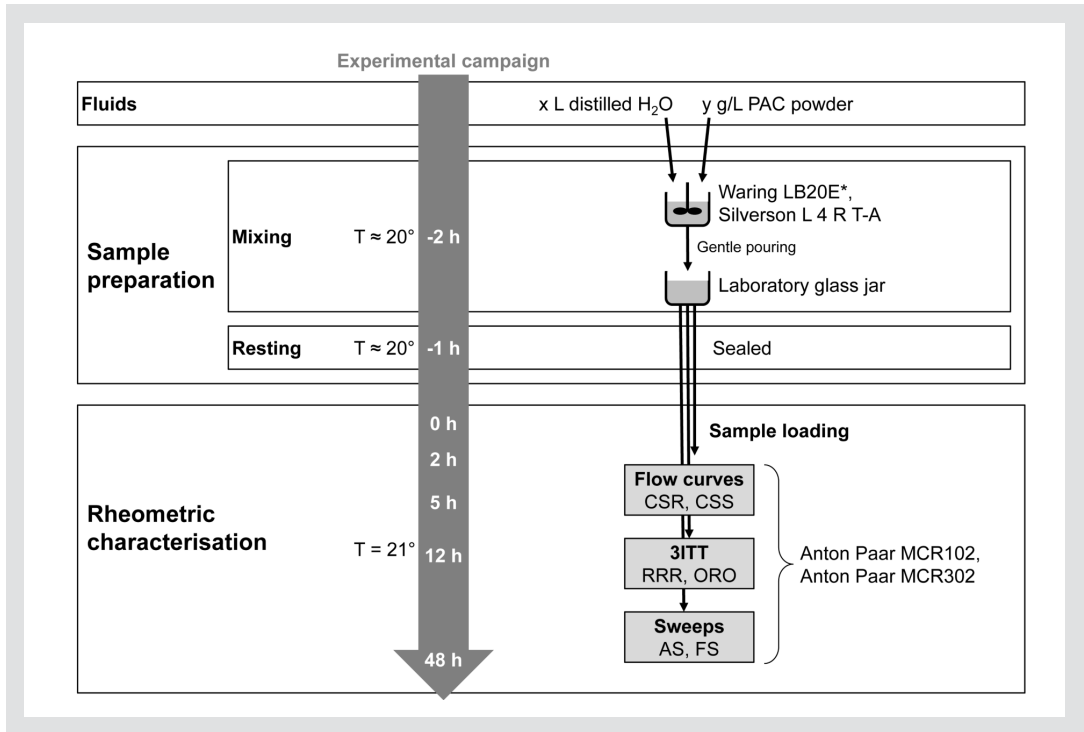 Experimental campaign
Fluids
x L distilled H₂O
y g/L PAC powder
Sample
preparation
Mixing
T ≈ 20°
-2 h
Waring LB20E*,
Silverson L 4 R T-A
Gentle pouring
Laboratory glass jar
Resting
T ≈ 20°
-1 h
Sealed
Rheometric
characterisation
T = 21°
0 h
2 h
5 h
12 h
48 h
Sample loading
Flow curves
CSR, CSS
3ITT
RRR, ORO
Sweeps
AS, FS
Anton Paar MCR102,
Anton Paar MCR302